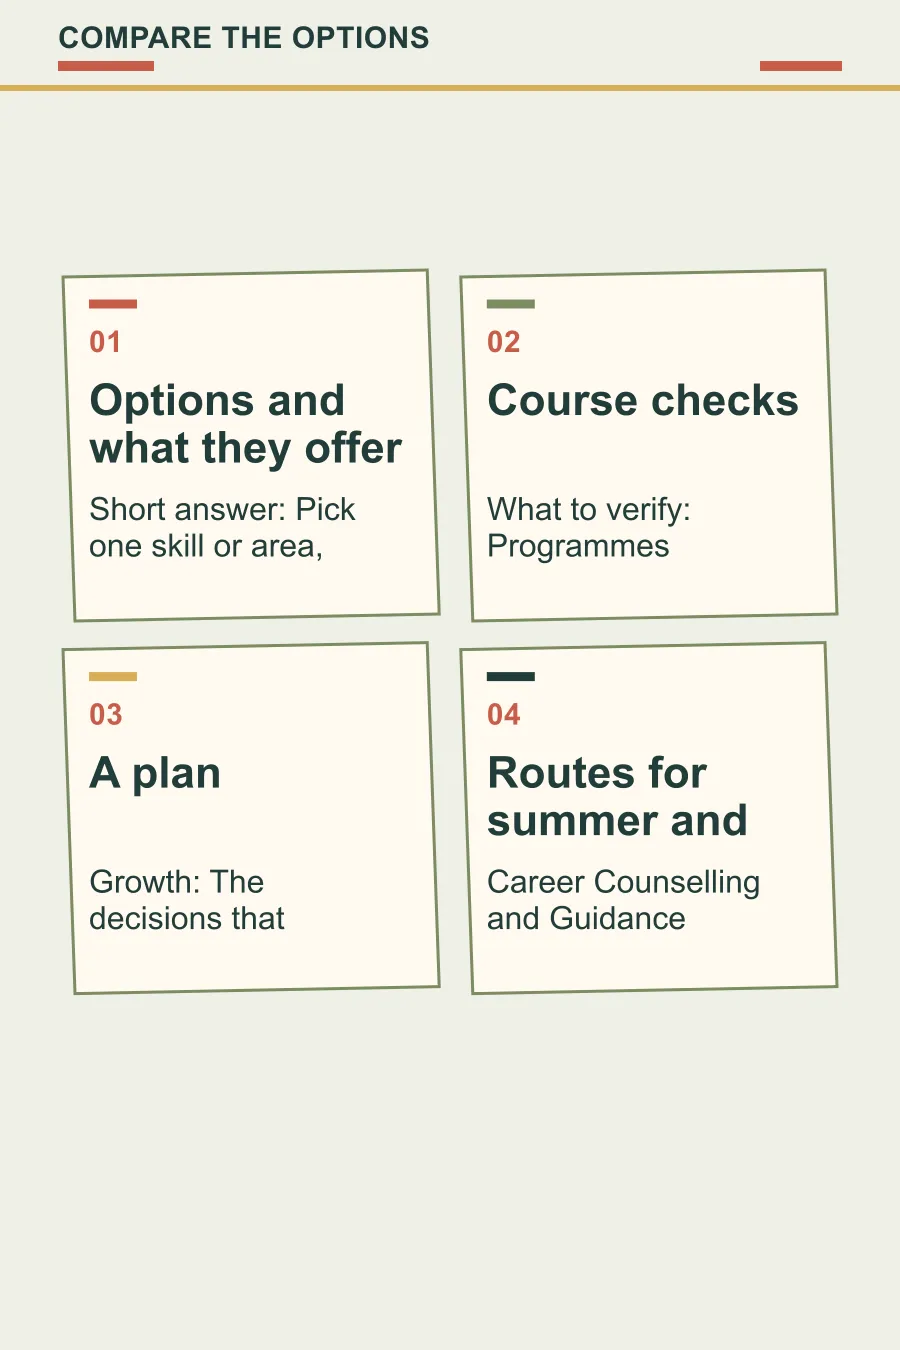 COMPARE THE OPTIONS
01
Options and
what they offer
Short answer: Pick
one skill or area,
02
Course checks
What to verify:
Programmes
03
A plan
Growth: The
decisions that
04
Routes for
summer and
Career Counselling
and Guidance